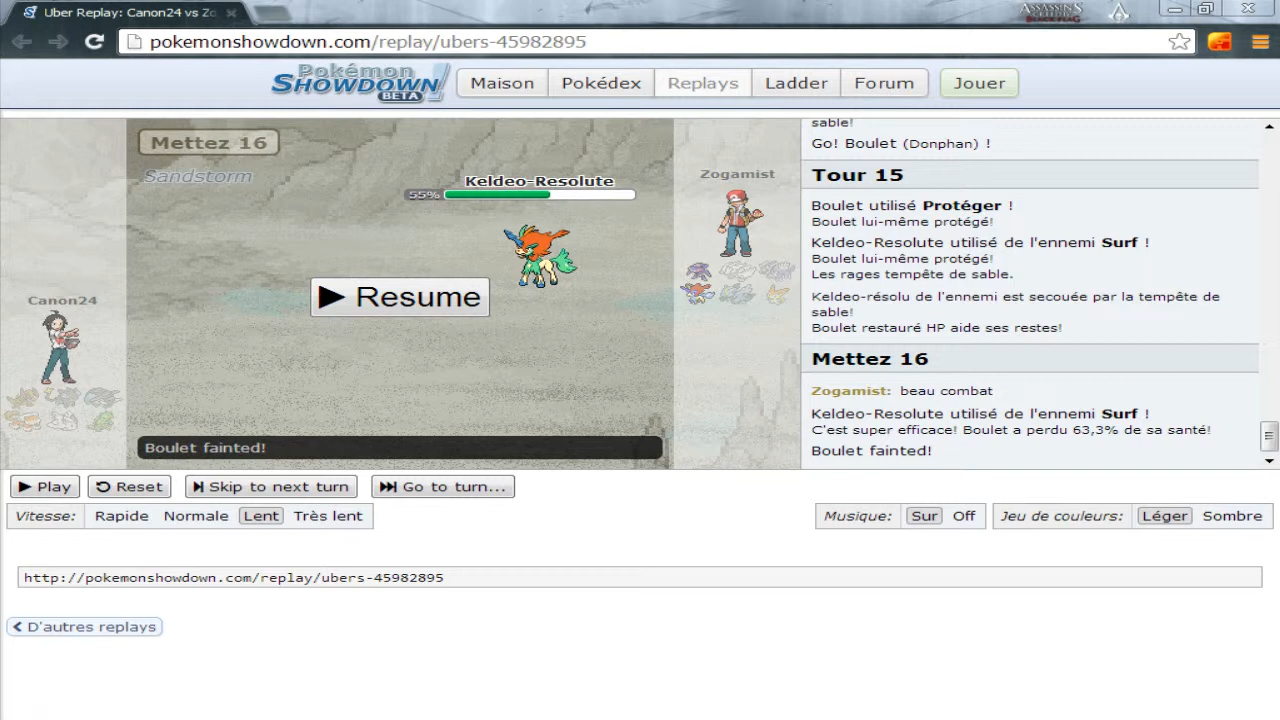 Uber Replay: Canon24 vs Zo
ASSASSIN'S
BLACK FLAG
pokemonshowdown.com/replay/ubers-45982895
Pokémon
SHOWDOWN!
BETA
Maison
Pokédex
Replays
Ladder
Forum
Jouer
Mettez 16
Sandstorm
Keldeo-Resolute
55%
Zogamist
Canon24
Resume
Boulet fainted!
sable!
Go! Boulet (Donphan) !
Tour 15
Boulet utilisé Protéger !
Boulet lui-même protégé!
Keldeo-Resolute utilisé de l'ennemi Surf !
Boulet lui-même protégé!
Les rages tempête de sable.
Keldeo-résolu de l'ennemi est secouée par la tempête de
sable!
Boulet restauré HP aide ses restes!
Mettez 16
Zogamist: beau combat
Keldeo-Resolute utilisé de l'ennemi Surf !
C'est super efficace! Boulet a perdu 63,3% de sa santé!
Boulet fainted!
Play
Reset
Skip to next turn
Go to turn...
Vitesse: Rapide Normale Lent Très lent
Musique: Sur Off
Jeu de couleurs: Léger Sombre
http://pokemonshowdown.com/replay/ubers-45982895
D'autres replays